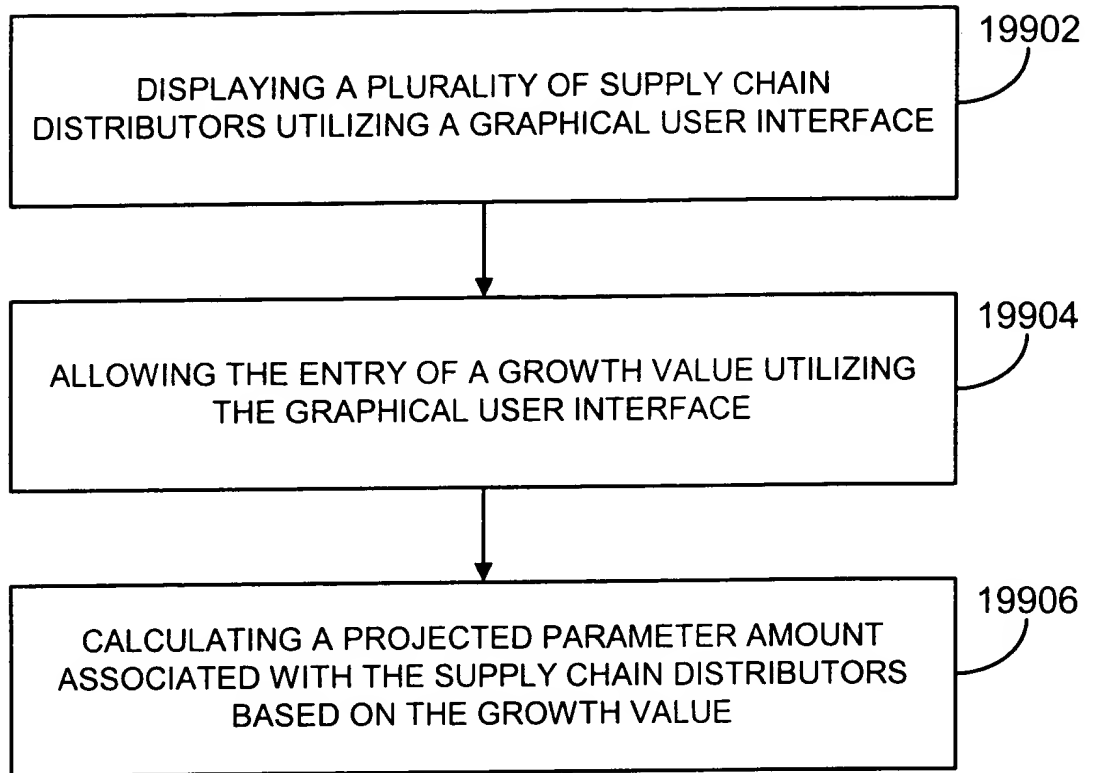 19902
DISPLAYING A PLURALITY OF SUPPLY CHAIN
DISTRIBUTORS UTILIZING A GRAPHICAL USER INTERFACE
19904
ALLOWING THE ENTRY OF A GROWTH VALUE UTILIZING
THE GRAPHICAL USER INTERFACE
19906
CALCULATING A PROJECTED PARAMETER AMOUNT
ASSOCIATED WITH THE SUPPLY CHAIN DISTRIBUTORS
BASED ON THE GROWTH VALUE